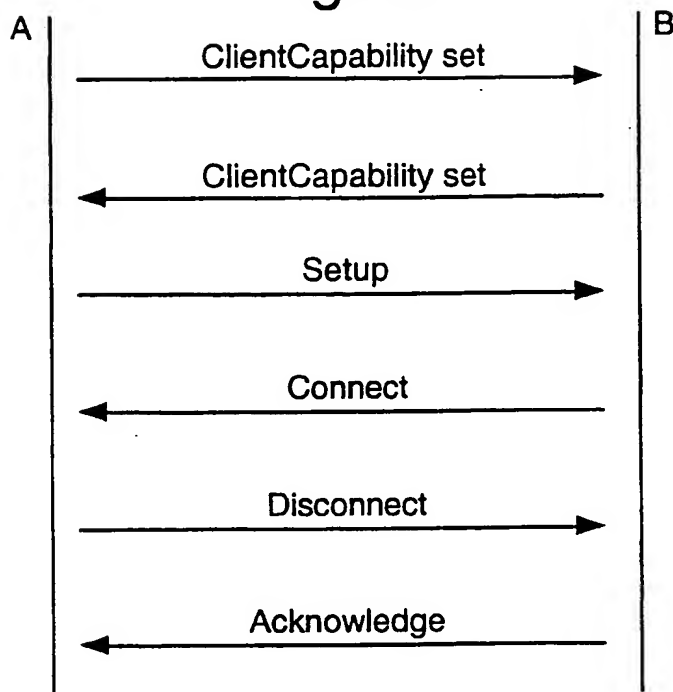 A
B
ClientCapability set
ClientCapability set
Setup
Connect
Disconnect
Acknowledge